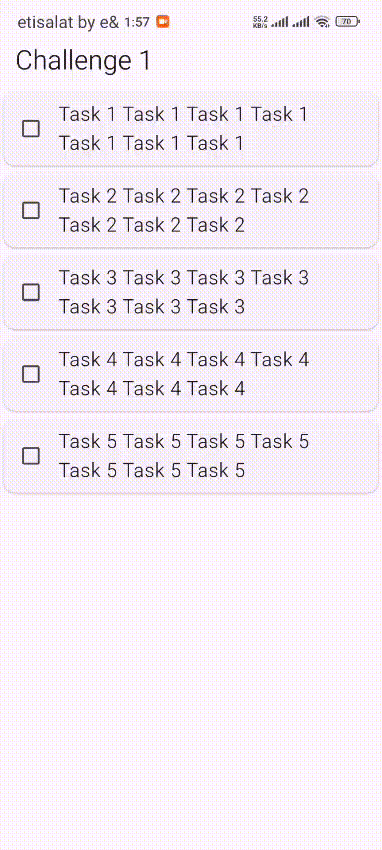 etisalat by e& 1:57 55.2 KB/s 70
Challenge 1
Task 1 Task 1 Task 1 Task 1
Task 1 Task 1 Task 1
Task 2 Task 2 Task 2 Task 2
Task 2 Task 2 Task 2
Task 3 Task 3 Task 3 Task 3
Task 3 Task 3 Task 3
Task 4 Task 4 Task 4 Task 4
Task 4 Task 4 Task 4
Task 5 Task 5 Task 5 Task 5
Task 5 Task 5 Task 5